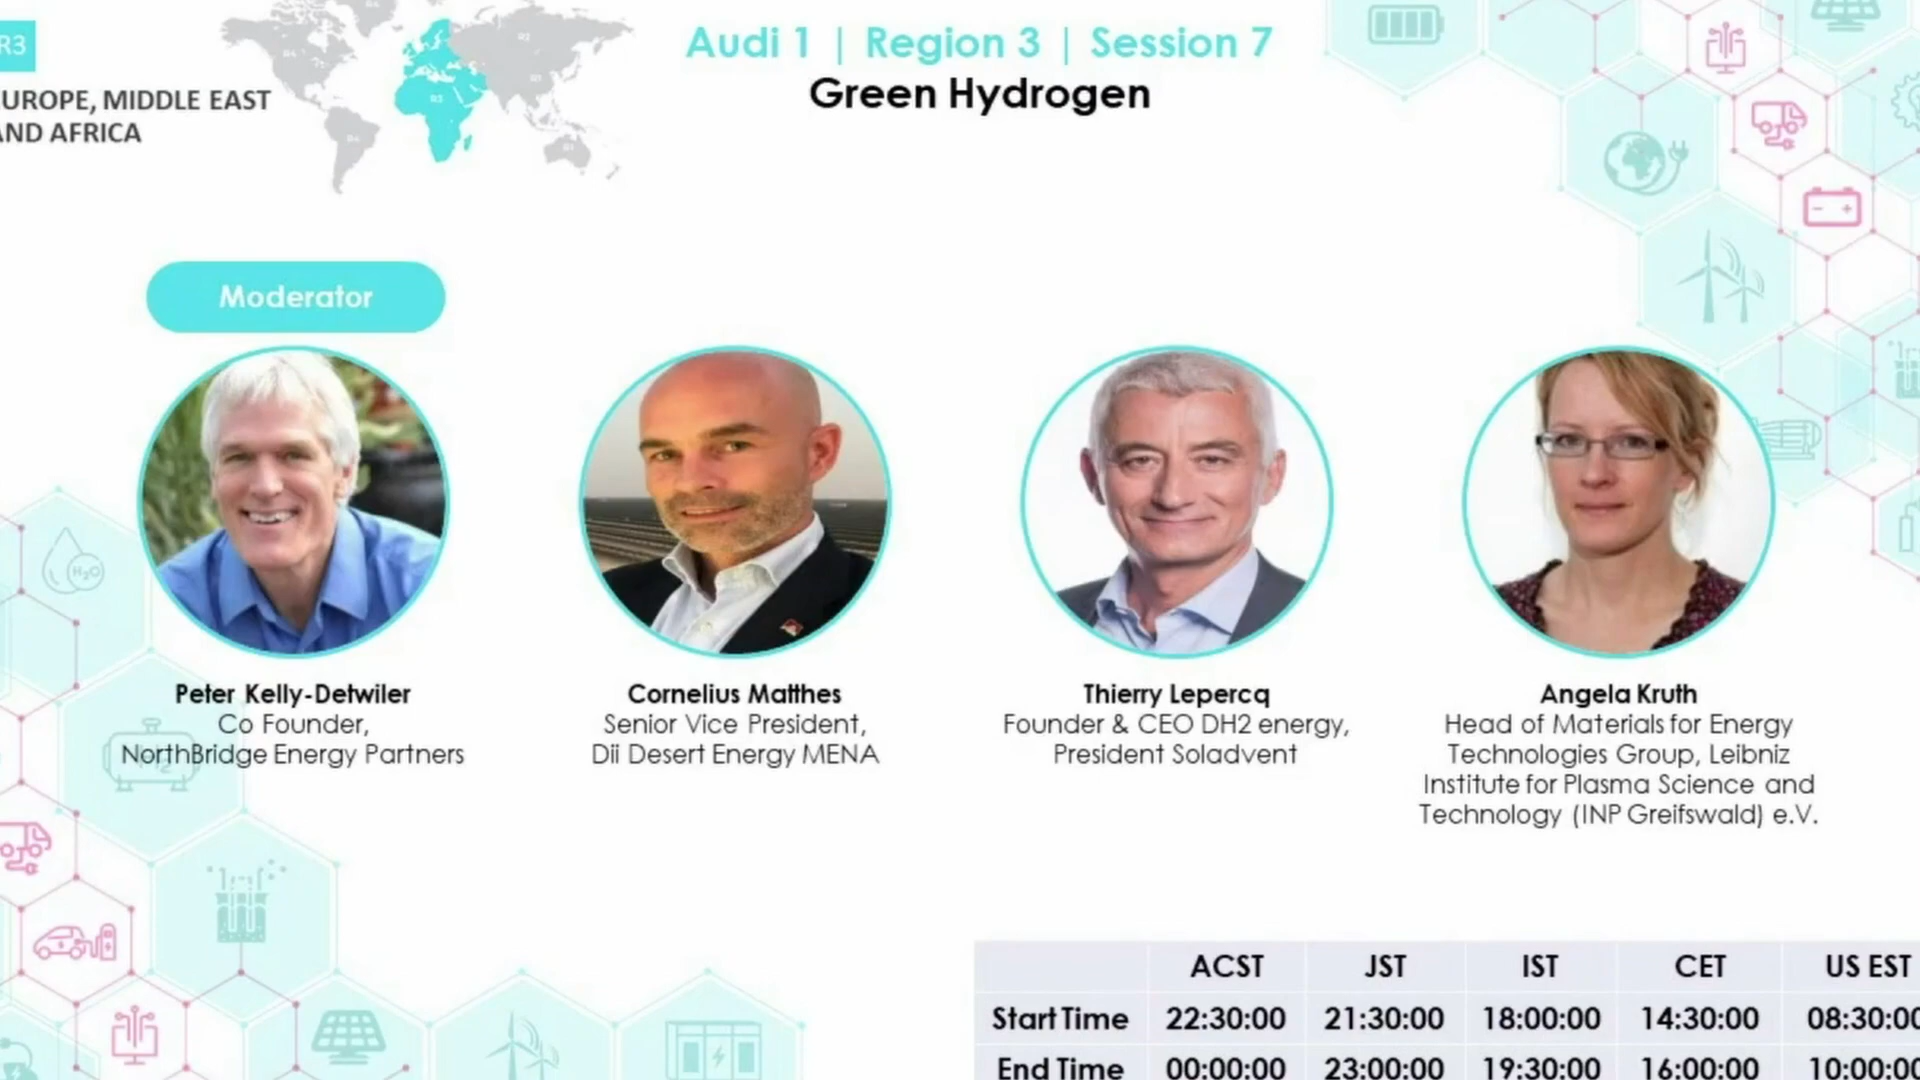 R3
UROPE, MIDDLE EAST
AND AFRICA
Audi 1 | Region 3 | Session 7
Green Hydrogen
Moderator
Peter Kelly-Detwiler
Co Founder,
NorthBridge Energy Partners
Cornelius Matthes
Senior Vice President,
Dii Desert Energy MENA
Thierry Lepercq
Founder & CEO DH2 energy,
President Soladvent
Angela Kruth
Head of Materials for Energy
Technologies Group, Leibniz
Institute for Plasma Science and
Technology (INP Greifswald) e.V.
H₂O
ACST JST IST CET US EST
Start Time 22:30:00 21:30:00 18:00:00 14:30:00 08:30:00
End Time 00:00:00 23:00:00 19:30:00 16:00:00 10:00:00